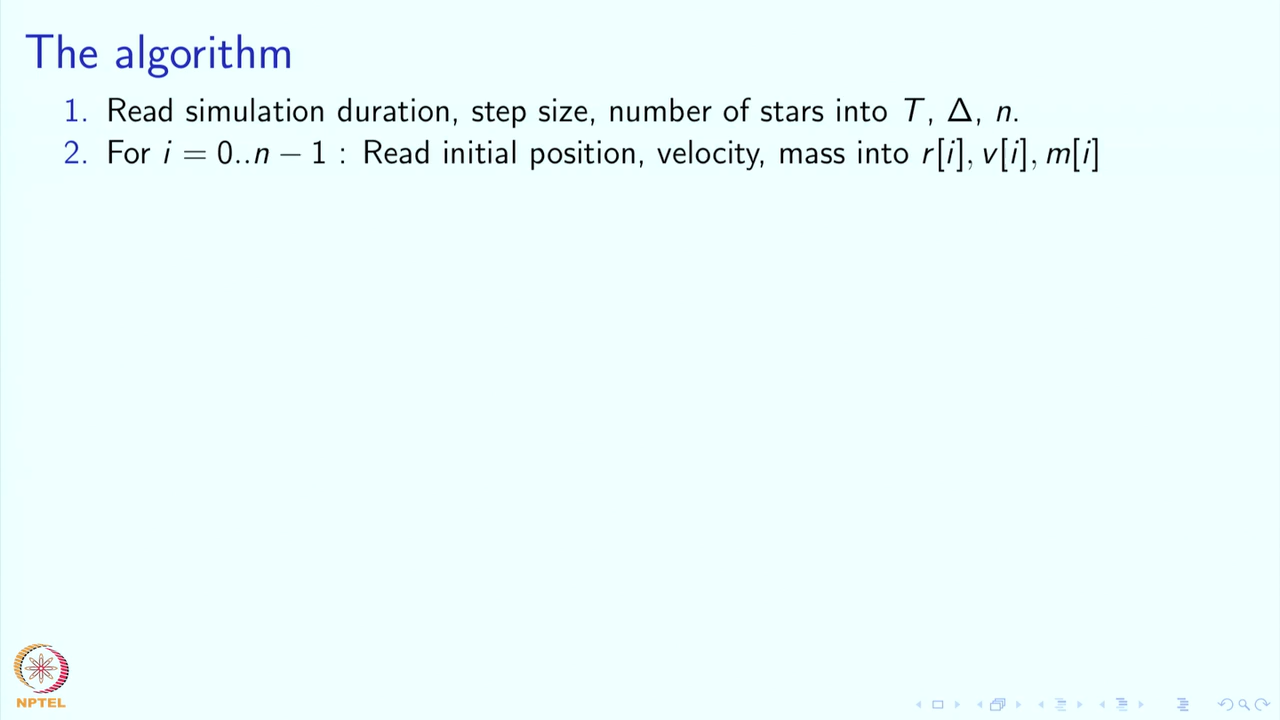 The algorithm
1. Read simulation duration, step size, number of stars into T, Δ, n.
2. For i = 0..n − 1 : Read initial position, velocity, mass into r[i], v[i], m[i]
NPTEL